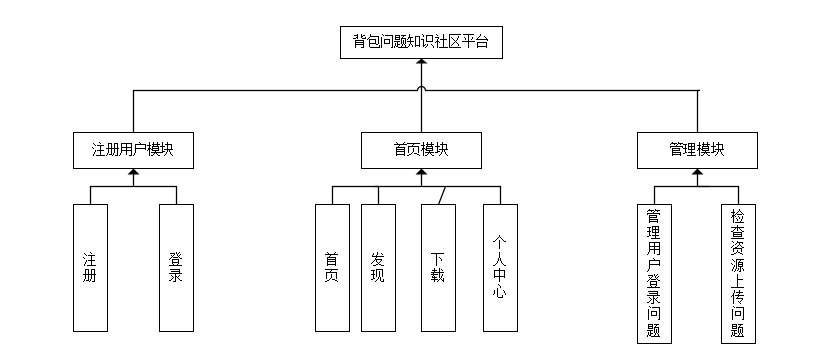 背包问题知识社区平台
注册用户模块
首页模块
管理模块
注册
登录
首页
发现
下载
个人中心
管理用户登录问题
检查资源上传问题